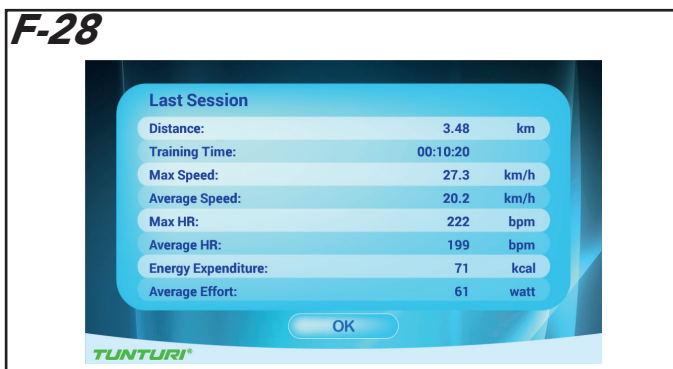 F-28
Last Session
Distance: 3.48 km
Training Time: 00:10:20
Max Speed: 27.3 km/h
Average Speed: 20.2 km/h
Max HR: 222 bpm
Average HR: 199 bpm
Energy Expenditure: 71 kcal
Average Effort: 61 watt
OK
TUNTURI®